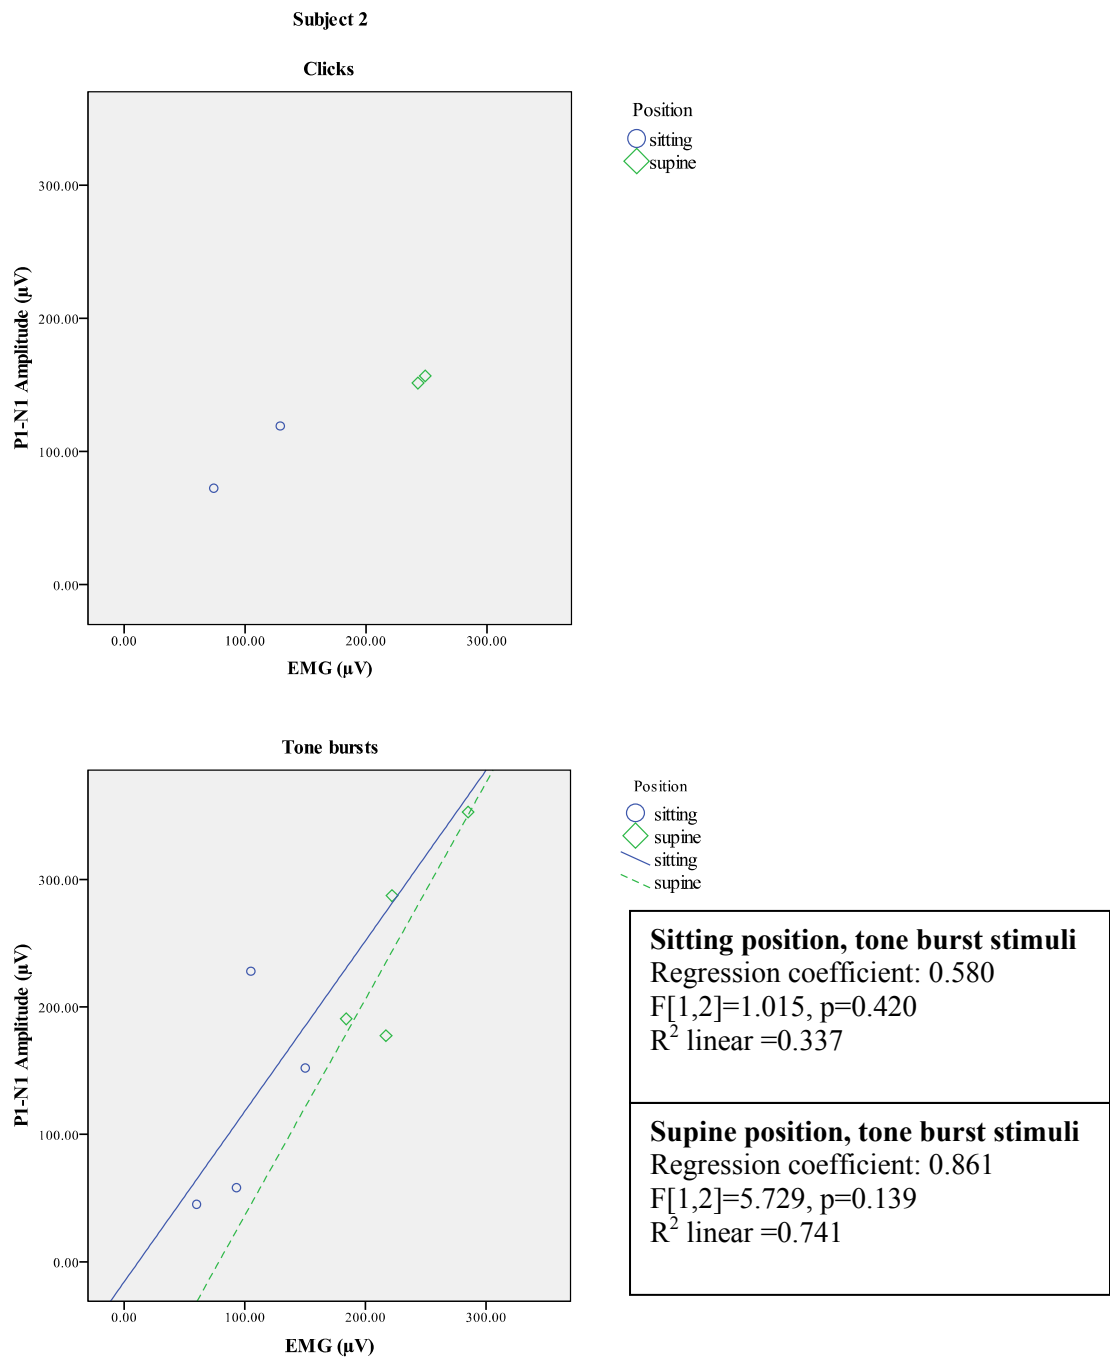 Subject 2
Clicks
Position
sitting
supine
300.00
200.00
100.00
0.00
P1-N1 Amplitude (µV)
0.00 100.00 200.00 300.00
EMG (µV)
Tone bursts
Position
sitting
supine
sitting
supine
300.00
200.00
100.00
0.00
P1-N1 Amplitude (µV)
0.00 100.00 200.00 300.00
EMG (µV)
Sitting position, tone burst stimuli
Regression coefficient: 0.580
F[1,2]=1.015, p=0.420
R² linear =0.337
Supine position, tone burst stimuli
Regression coefficient: 0.861
F[1,2]=5.729, p=0.139
R² linear =0.741